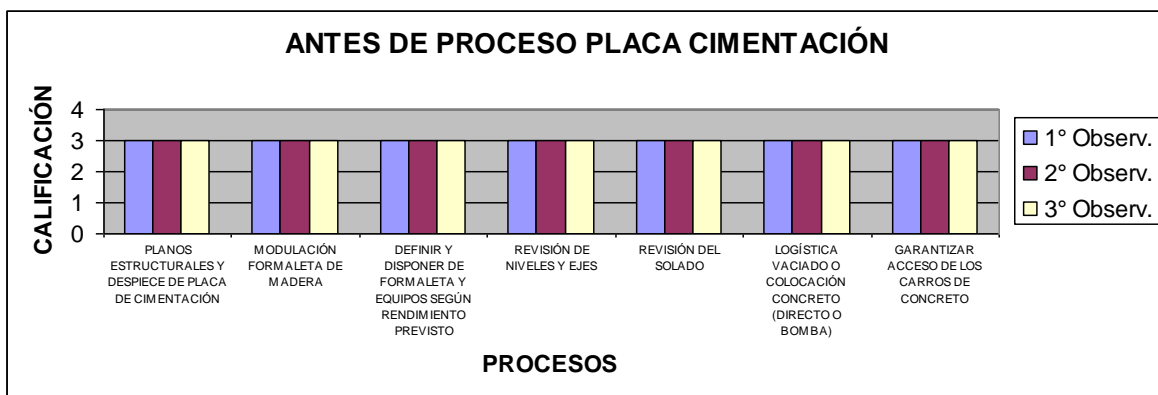 ANTES DE PROCESO PLACA CIMENTACIÓN
CALIFICACIÓN
4
3
2
1
0
PLANOS
ESTRUCTURALES Y
DESPIECE DE PLACA
DE CIMENTACIÓN
MODULACIÓN
FORMALETA DE
MADERA
DEFINIR Y
DISPONER DE
FORMALETA Y
EQUIPOS SEGÚN
RENDIMIENTO
PREVISTO
REVISIÓN DE
NIVELES Y EJES
REVISIÓN DEL
SOLADO
LOGÍSTICA
VACIADO O
COLOCACIÓN
CONCRETO
(DIRECTO O
BOMBA)
GARANTIZAR
ACCESO DE LOS
CARROS DE
CONCRETO
PROCESOS
1° Observ.
2° Observ.
3° Observ.